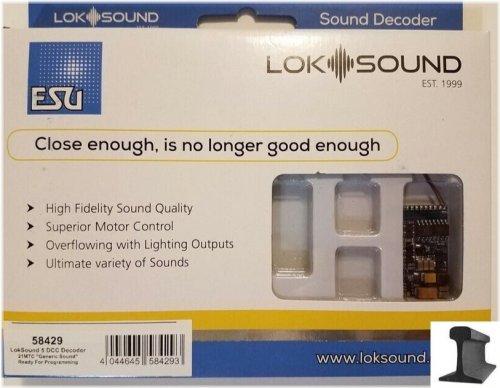 LOKSOUND Sound Decoder
ESU
LOKSOUND
EST. 1999
Close enough, is no longer good enough
High Fidelity Sound Quality
Superior Motor Control
Overflowing with Lighting Outputs
Ultimate variety of Sounds
58429
LokSound 5 DCC Decoder
21MTC "Generic Sound"
Ready For Programming
4 044645 584293
www.loksound.